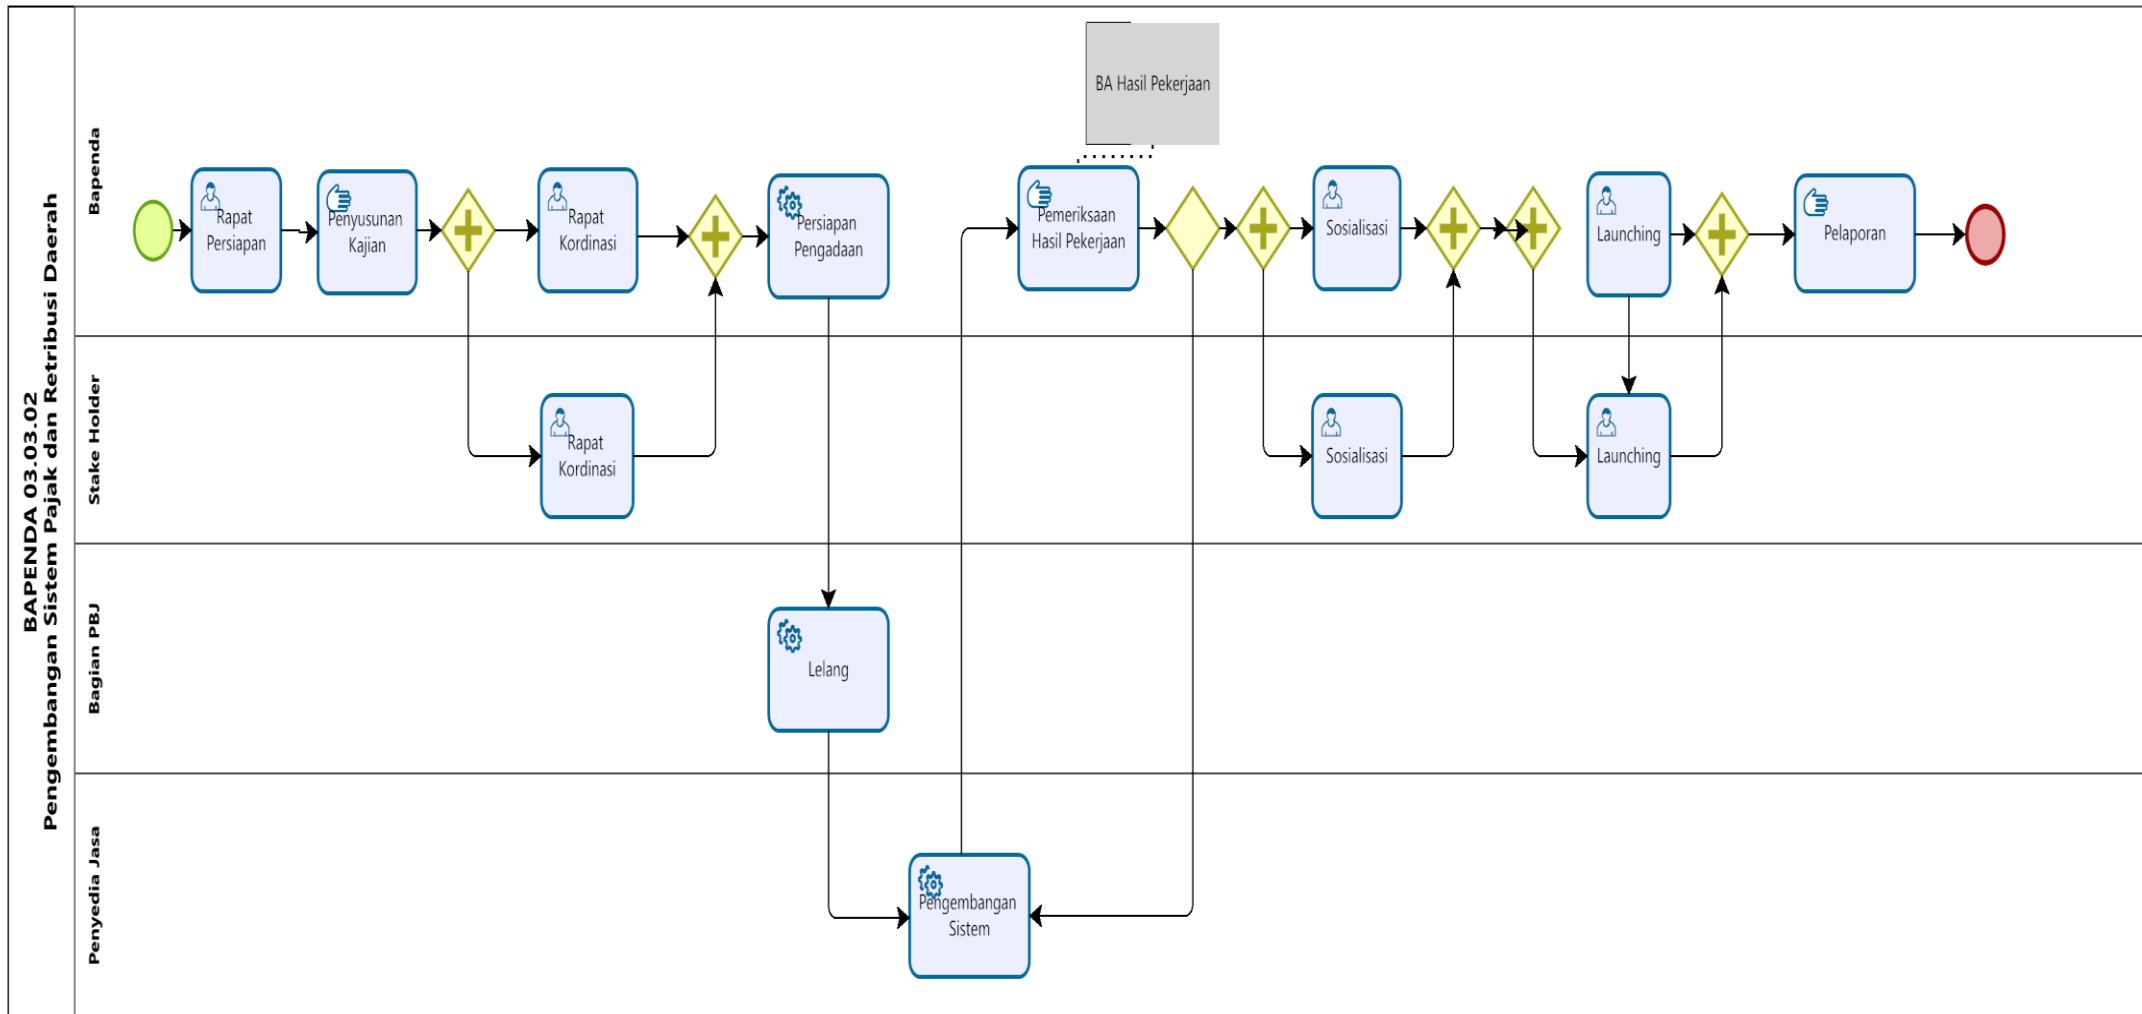 BAPENDA 03.03.02
Pengembangan Sistem Pajak dan Retribusi Daerah
Bapenda
BA Hasil Pekerjaan
Rapat
Persiapan
Penyusunan
Kajian
Rapat
Kordinasi
Persiapan
Pengadaan
Pemeriksaan
Hasil Pekerjaan
Sosialisasi
Launching
Pelaporan
Stake Holder
Rapat
Kordinasi
Sosialisasi
Launching
Bagian PBJ
Lelang
Penyedia Jasa
Pengembangan
Sistem